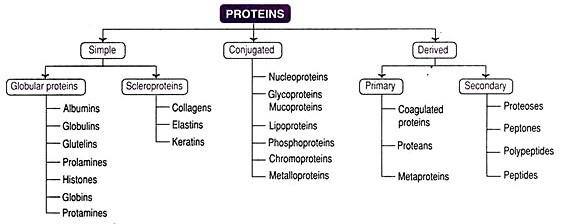 PROTEINS
Simple
Conjugated
Derived
Globular proteins
Scleroproteins
Primary
Secondary
Albumins
Globulins
Glutelins
Prolamines
Histones
Globins
Protamines
Collagens
Elastins
Keratins
Nucleoproteins
Glycoproteins
Mucoproteins
Lipoproteins
Phosphoproteins
Chromoproteins
Metalloproteins
Coagulated
proteins
Proteans
Metaproteins
Proteoses
Peptones
Polypeptides
Peptides